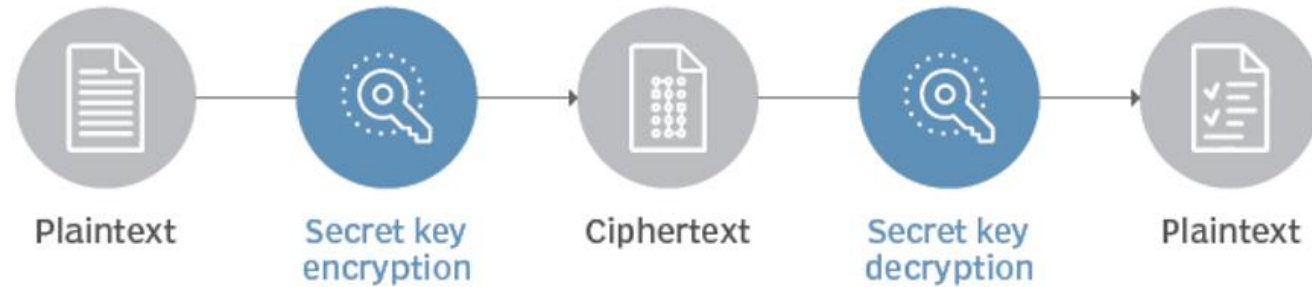 Plaintext
Secret key
encryption
Ciphertext
Secret key
decryption
Plaintext